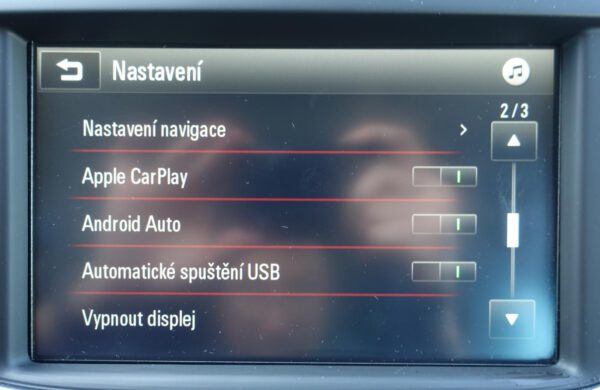 Nastavení
2/3
Nastavení navigace
Apple CarPlay
Android Auto
Automatické spuštění USB
Vypnout displej